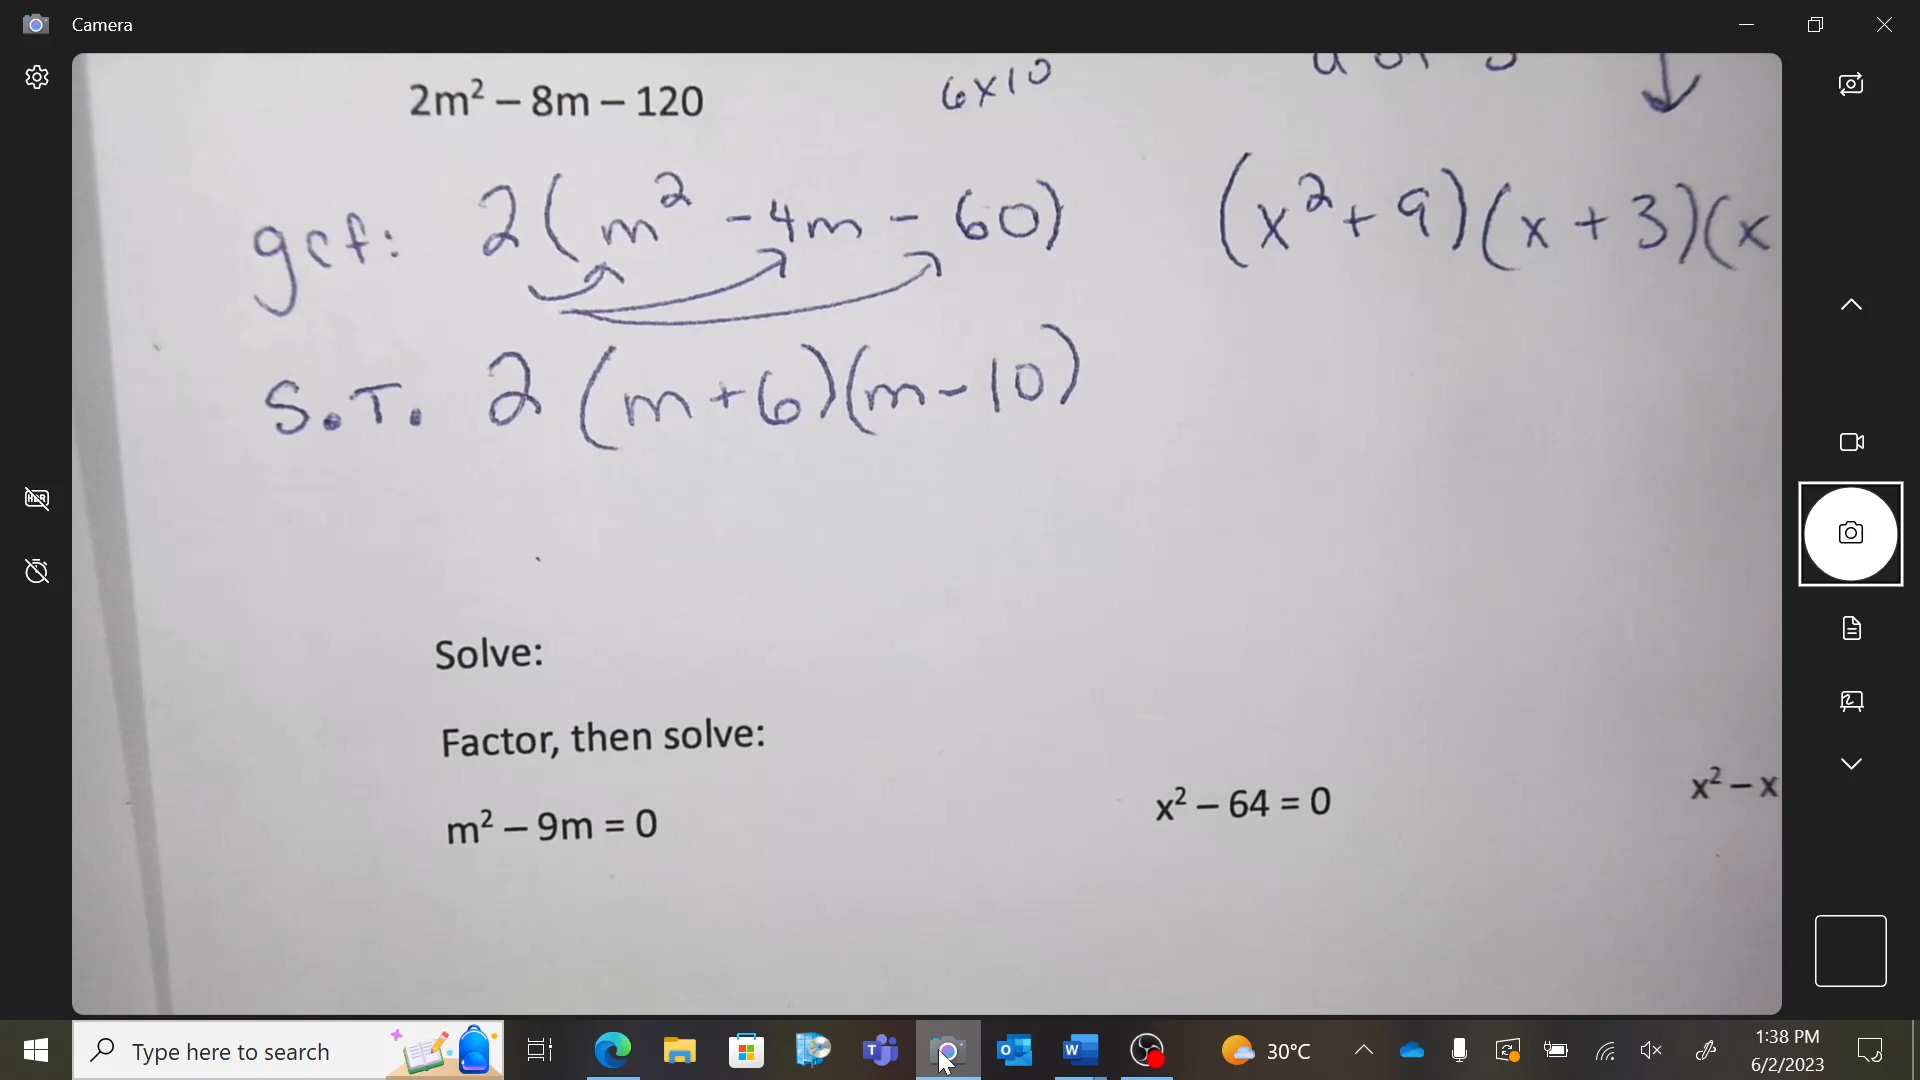 Camera
2m² – 8m – 120
6x10
gcf: 2(m² - 4m - 60)
(x² + 9)(x + 3)(x
S.T. 2 (m + 6)(m - 10)
Solve:
Factor, then solve:
m² – 9m = 0
x² – 64 = 0
x² – x
Type here to search
30°C
1:38 PM
6/2/2023